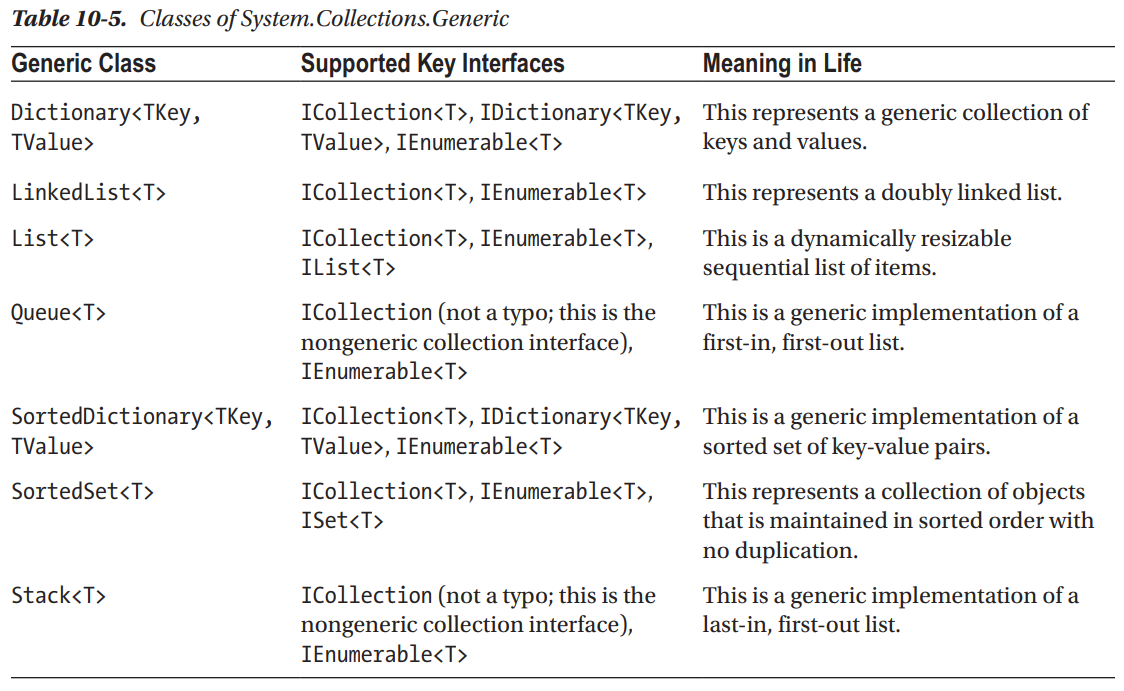 Table 10-5. Classes of System.Collections.Generic
Generic Class Supported Key Interfaces Meaning in Life
Dictionary<TKey, ICollection<T>, IDictionary<TKey, This represents a generic collection of
TValue> TValue>, IEnumerable<T> keys and values.
LinkedList<T> ICollection<T>, IEnumerable<T> This represents a doubly linked list.
List<T> ICollection<T>, IEnumerable<T>, This is a dynamically resizable
IList<T> sequential list of items.
Queue<T> ICollection (not a typo; this is the This is a generic implementation of a
nongeneric collection interface), first-in, first-out list.
IEnumerable<T>
SortedDictionary<TKey, ICollection<T>, IDictionary<TKey, This is a generic implementation of a
TValue> TValue>, IEnumerable<T> sorted set of key-value pairs.
SortedSet<T> ICollection<T>, IEnumerable<T>, This represents a collection of objects
ISet<T> that is maintained in sorted order with
no duplication.
Stack<T> ICollection (not a typo; this is the This is a generic implementation of a
nongeneric collection interface), last-in, first-out list.
IEnumerable<T>